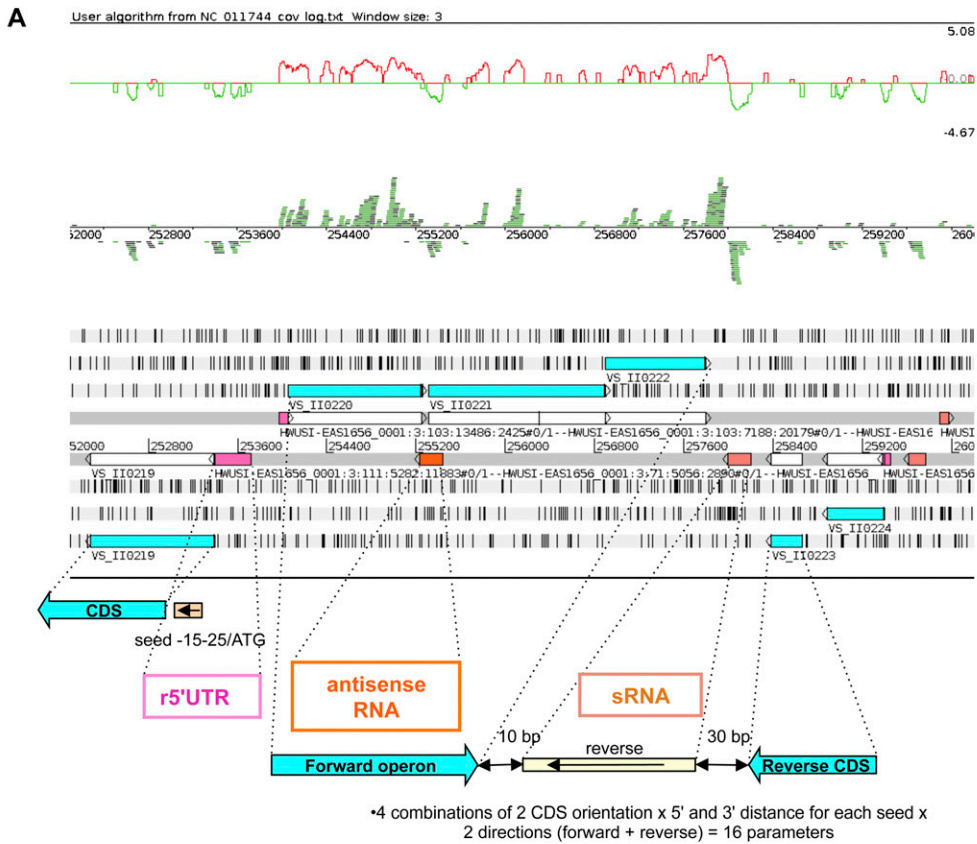 A
User algorithm from NC_011744_cov_log.txt Window size: 3
5.08
0.00
-4.67
52000 252800 253600 254400 255200 256000 256800 257600 258400 259200 260
VS_II0222
VS_II0220 VS_II0221
HWUSI-EAS1656_0001:3:103:13486:2425#0/1--HWUSI-EAS1656_0001:3:103:7188:20179#0/1--HWUSI-EAS16 HWUSI
52000 252800 253600 254400 255200 256000 256800 257600 258400 259200 260
VS_II0219 HWUSI-EAS1656_0001:3:111:5282:11883#0/1--HWUSI-EAS1656_0001:3:71:5056:2890#0/1--HWUSI-EAS1656 HWUSI-EAS1656
VS_II0224
VS_II0219 VS_II0223
CDS
seed -15-25/ATG
r5'UTR
antisense
RNA
sRNA
10 bp
reverse
30 bp
Forward operon
Reverse CDS
•4 combinations of 2 CDS orientation x 5' and 3' distance for each seed x
2 directions (forward + reverse) = 16 parameters